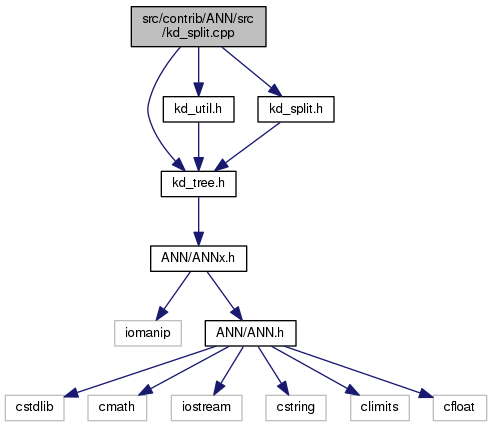 src/contrib/ANN/src
/kd_split.cpp
kd_util.h
kd_split.h
kd_tree.h
ANN/ANNx.h
iomanip
ANN/ANN.h
cstdlib
cmath
iostream
cstring
climits
cfloat